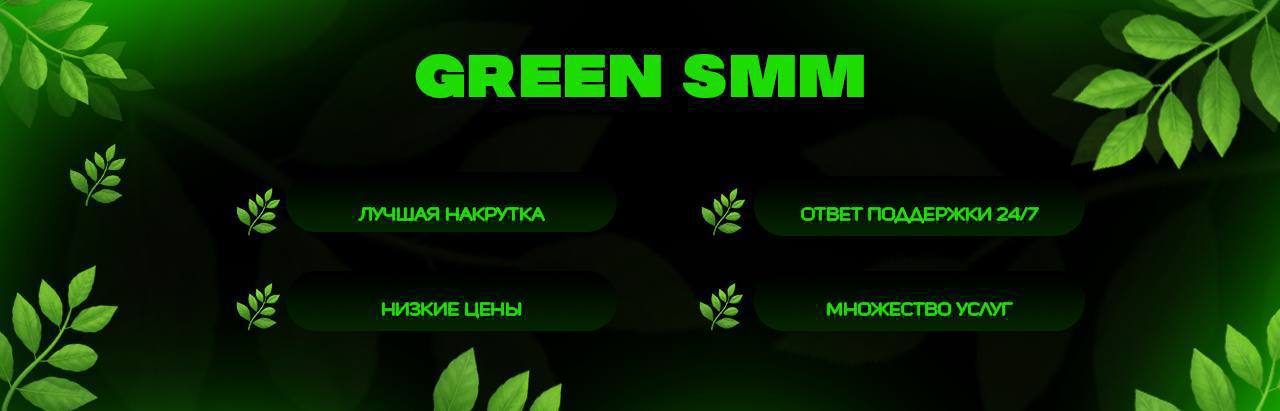 GREEN SMM
ЛУЧШАЯ НАКРУТКА
ОТВЕТ ПОДДЕРЖКИ 24/7
НИЗКИЕ ЦЕНЫ
МНОЖЕСТВО УСЛУГ